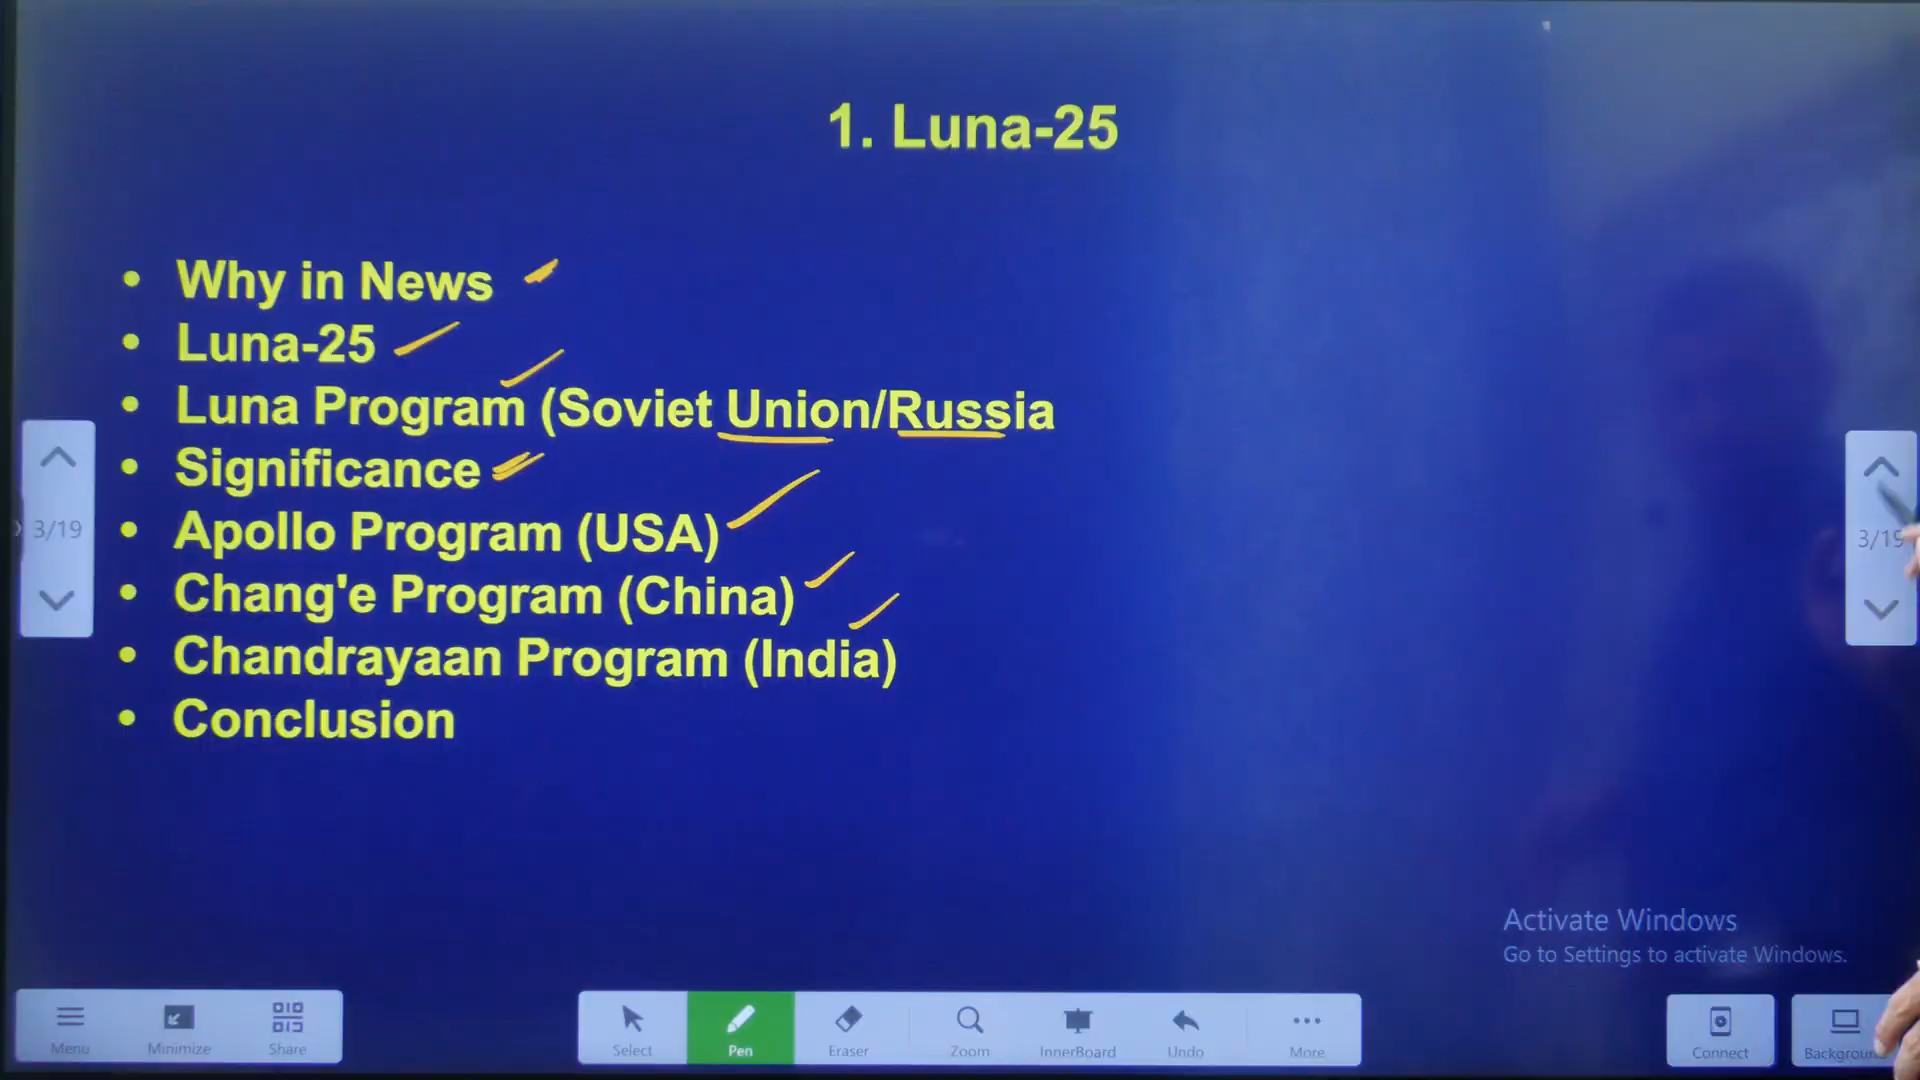 1. Luna-25
• Why in News
• Luna-25
• Luna Program (Soviet Union/Russia
• Significance
• Apollo Program (USA)
• Chang'e Program (China)
• Chandrayaan Program (India)
• Conclusion
3/19
3/19
Activate Windows
Go to Settings to activate Windows.
Menu
Minimize
Share
Select
Pen
Eraser
Zoom
InnerBoard
Undo
More
Connect